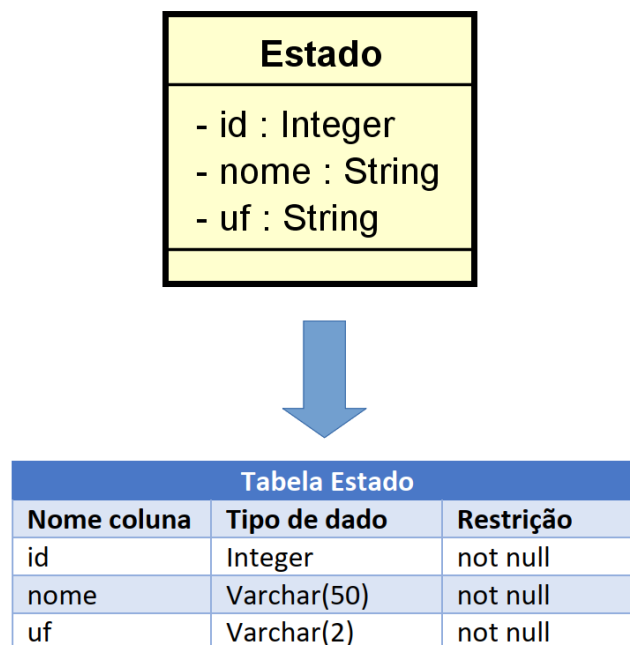 Estado
- id : Integer
- nome : String
- uf : String
Tabela Estado
Nome coluna Tipo de dado Restrição
id Integer not null
nome Varchar(50) not null
uf Varchar(2) not null